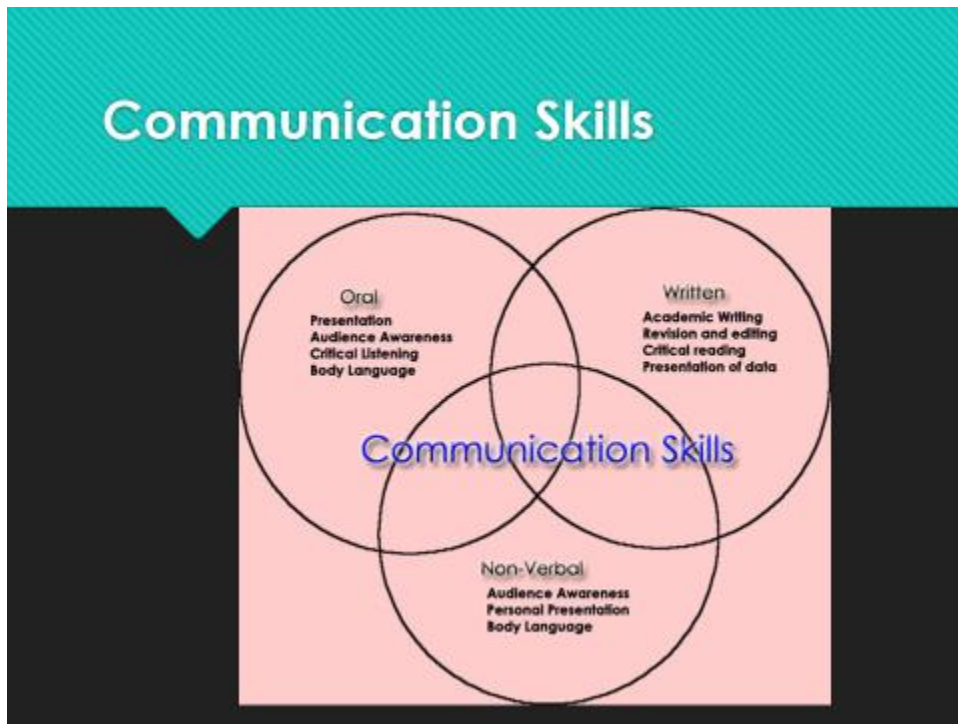 Communication Skills
Oral
Presentation
Audience Awareness
Critical Listening
Body Language
Written
Academic Writing
Revision and editing
Critical reading
Presentation of data
Communication Skills
Non-Verbal
Audience Awareness
Personal Presentation
Body Language